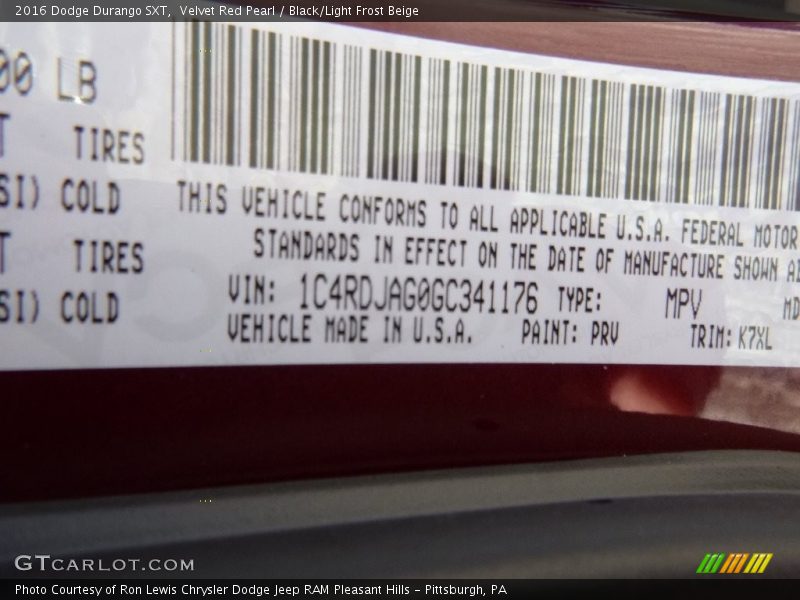 2016 Dodge Durango SXT, Velvet Red Pearl / Black/Light Frost Beige
00 LB
TIRES
SI) COLD
THIS VEHICLE CONFORMS TO ALL APPLICABLE U.S.A. FEDERAL MOTOR
STANDARDS IN EFFECT ON THE DATE OF MANUFACTURE SHOWN
T TIRES
SI) COLD
VIN: 1C4RDJAG0GC341176 TYPE: MPV MD
VEHICLE MADE IN U.S.A. PAINT: PRV TRIM: K7XL
GTCARLOT.COM
Photo Courtesy of Ron Lewis Chrysler Dodge Jeep RAM Pleasant Hills - Pittsburgh, PA